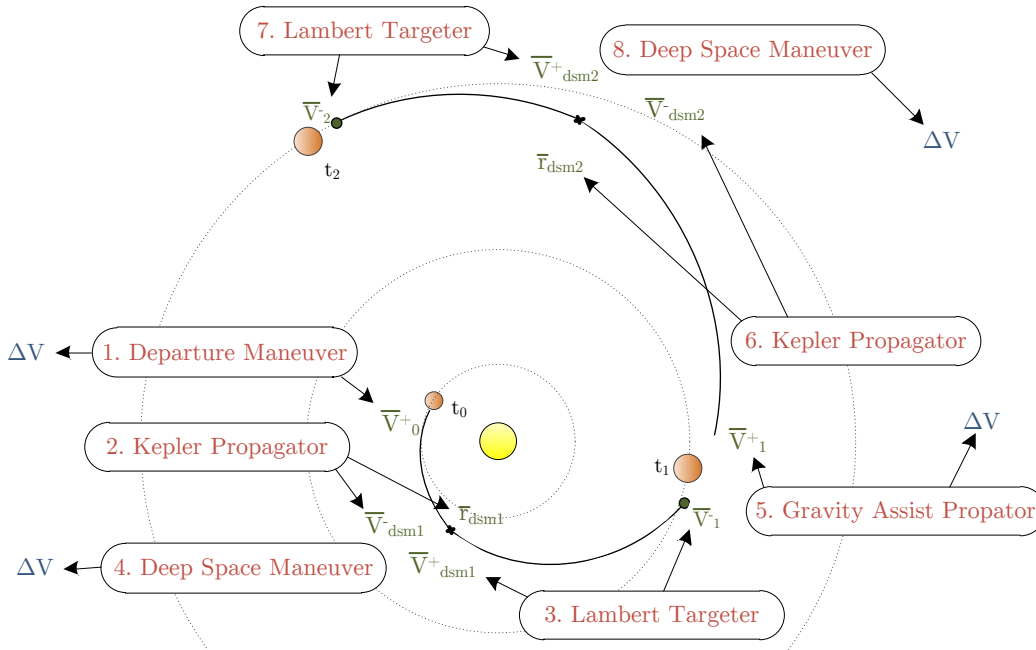 7. Lambert Targeter
8. Deep Space Maneuver
V̅⁺dsm2
V̅⁻2
V̅⁻dsm2
ΔV
t2
r̅dsm2
1. Departure Maneuver
ΔV
6. Kepler Propagator
V̅⁺0
t0
ΔV
2. Kepler Propagator
V̅⁺1
t1
r̅dsm1
V̅⁻dsm1
V̅⁻1
5. Gravity Assist Propator
V̅⁺dsm1
4. Deep Space Maneuver
ΔV
3. Lambert Targeter